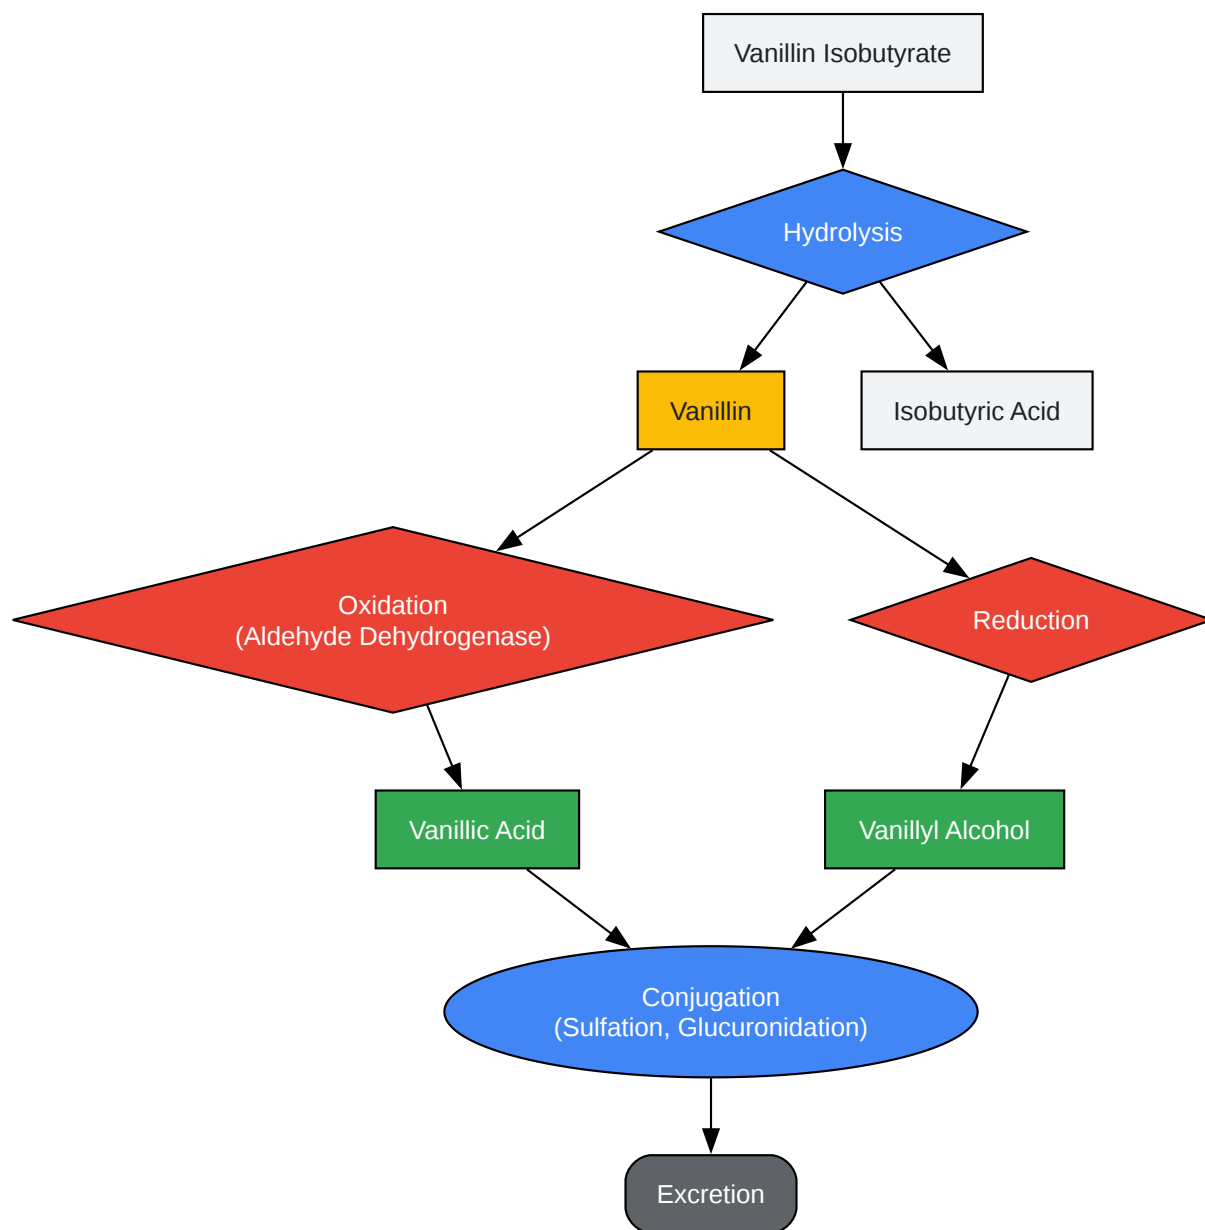 Vanillin Isobutyrate
Hydrolysis
Vanillin
Isobutyric Acid
Oxidation
(Aldehyde Dehydrogenase)
Reduction
Vanillic Acid
Vanillyl Alcohol
Conjugation
(Sulfation, Glucuronidation)
Excretion